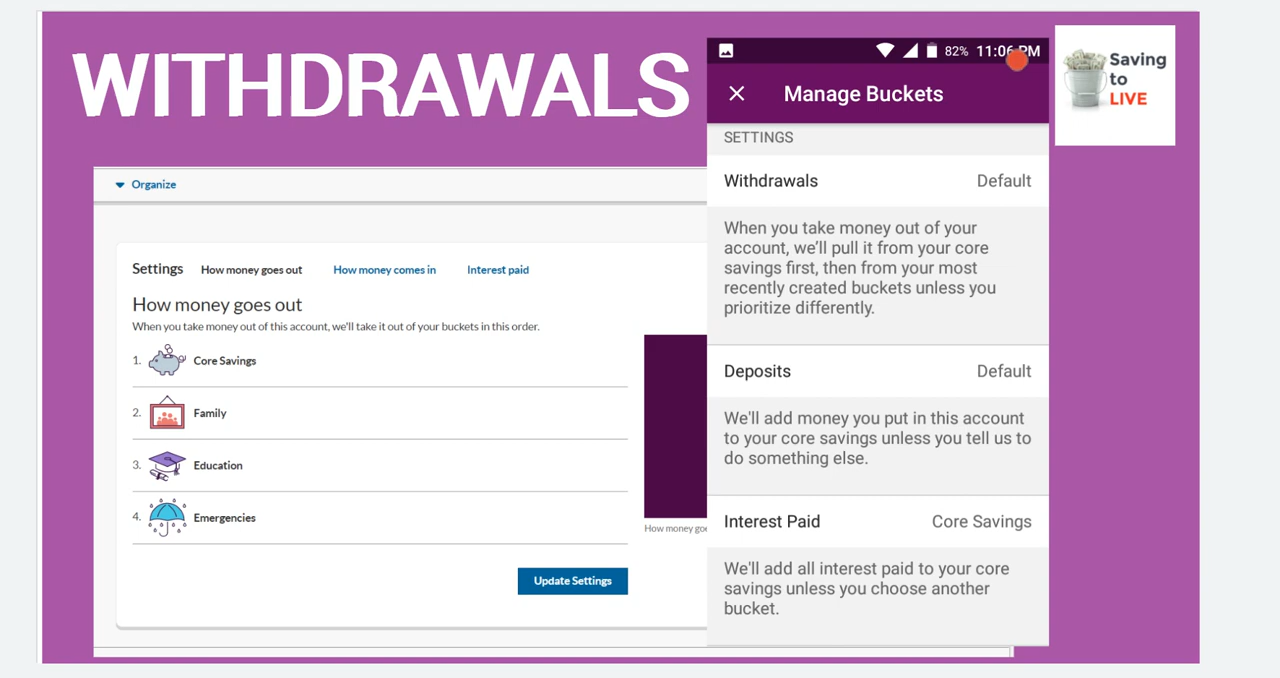 WITHDRAWALS
Organize
Settings How money goes out How money comes in Interest paid
How money goes out
When you take money out of this account, we'll take it out of your buckets in this order.
1. Core Savings
2. Family
3. Education
4. Emergencies
Update Settings
How money
82% 11:06 PM
Manage Buckets
SETTINGS
Withdrawals Default
When you take money out of your
account, we’ll pull it from your core
savings first, then from your most
recently created buckets unless you
prioritize differently.
Deposits Default
We'll add money you put in this account
to your core savings unless you tell us to
do something else.
Interest Paid Core Savings
We'll add all interest paid to your core
savings unless you choose another
bucket.
Saving
to
LIVE